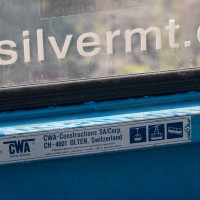 silvermt.
CWA
CWA-Constructions SA/Corp.
CH-4601 OLTEN, Switzerland